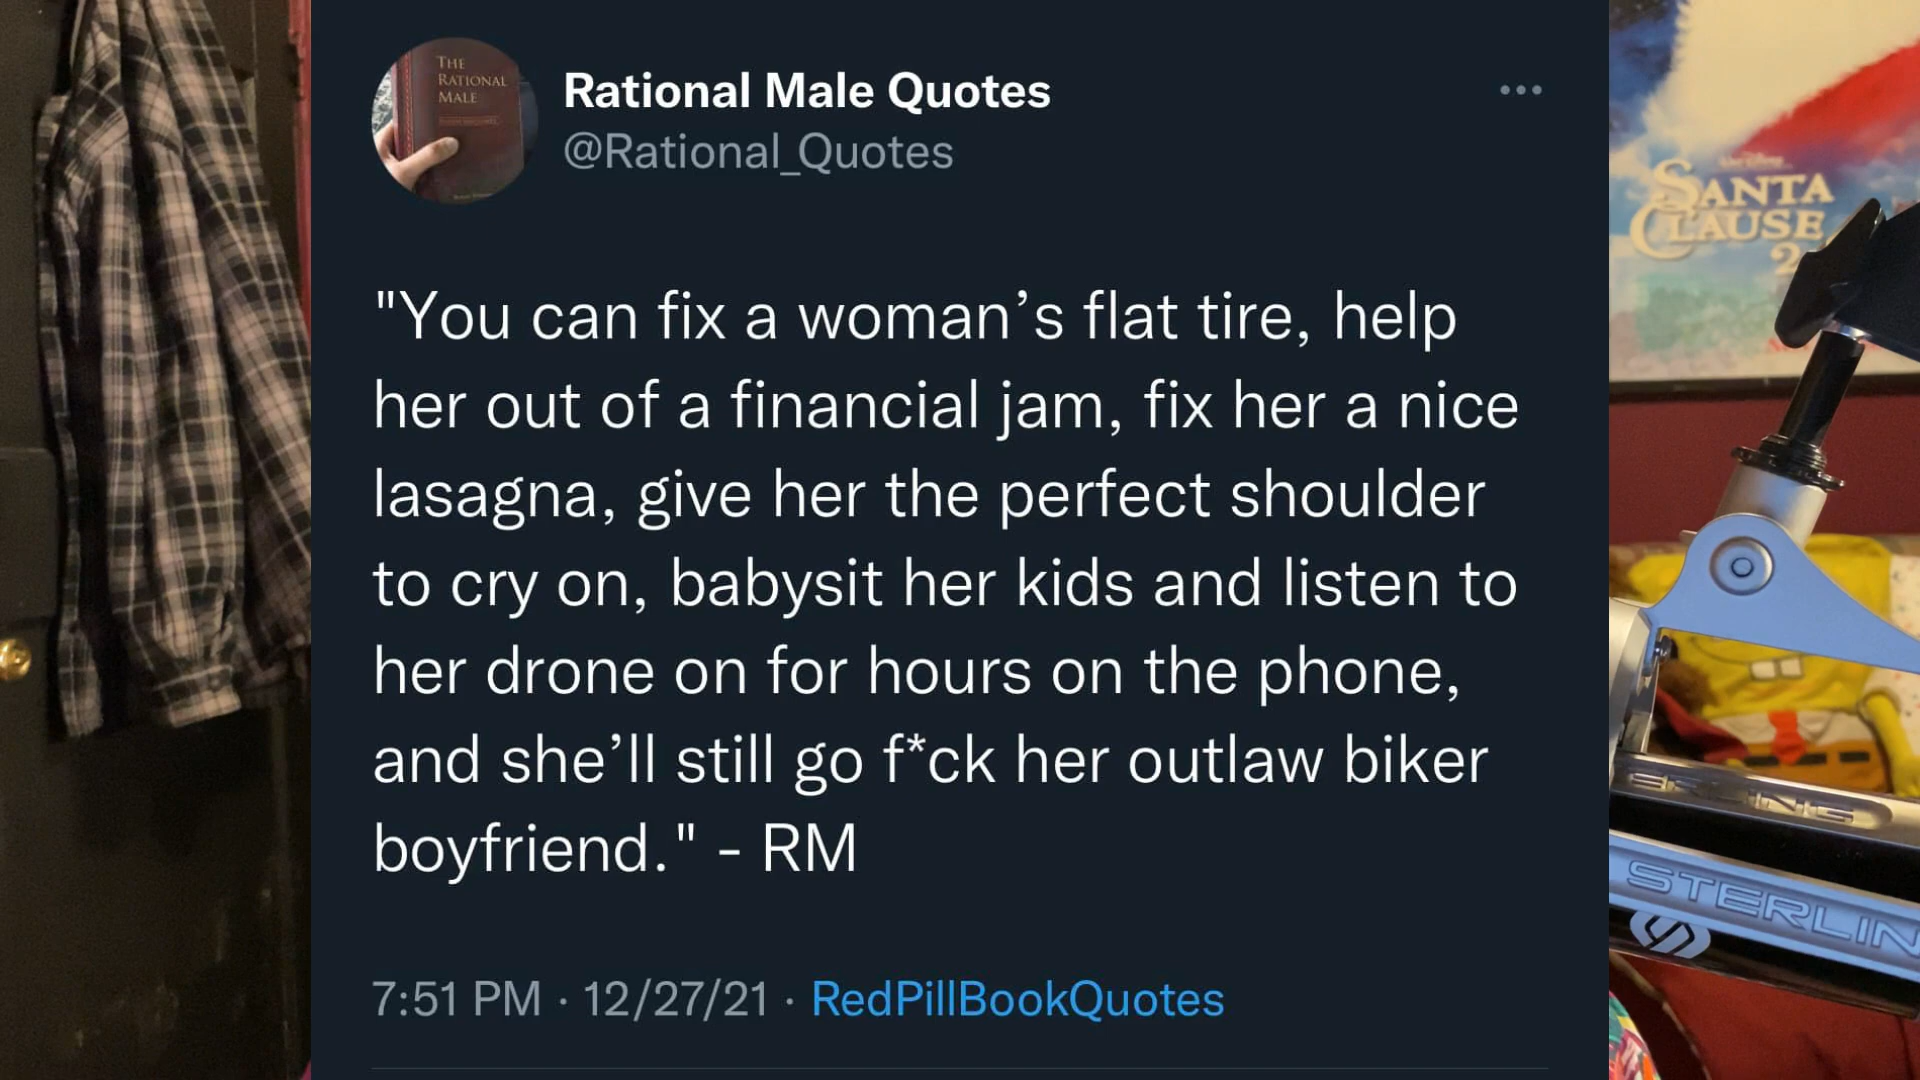 THE
RATIONAL
MALE
Rational Male Quotes
@Rational_Quotes
"You can fix a woman’s flat tire, help
her out of a financial jam, fix her a nice
lasagna, give her the perfect shoulder
to cry on, babysit her kids and listen to
her drone on for hours on the phone,
and she’ll still go f*ck her outlaw biker
boyfriend." - RM
7:51 PM · 12/27/21 · RedPillBookQuotes
SANTA
CLAUSE
2
STERLIN